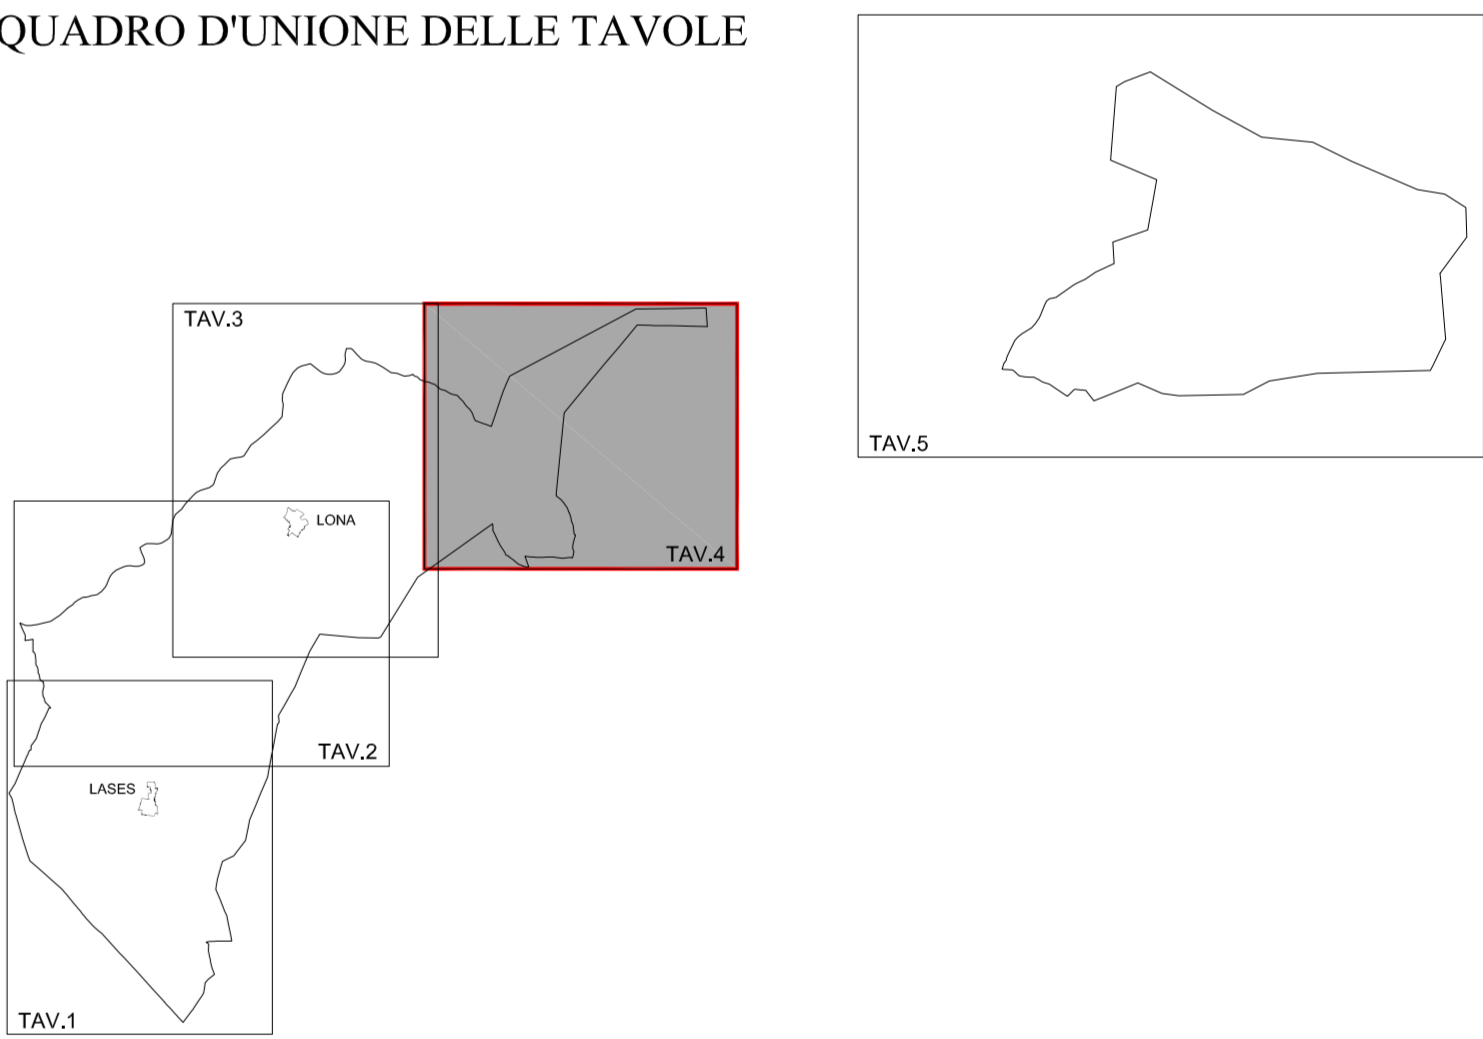 QUADRO D'UNIONE DELLE TAVOLE
TAV.3
TAV.5
LONA
TAV.4
TAV.2
LASES
TAV.1